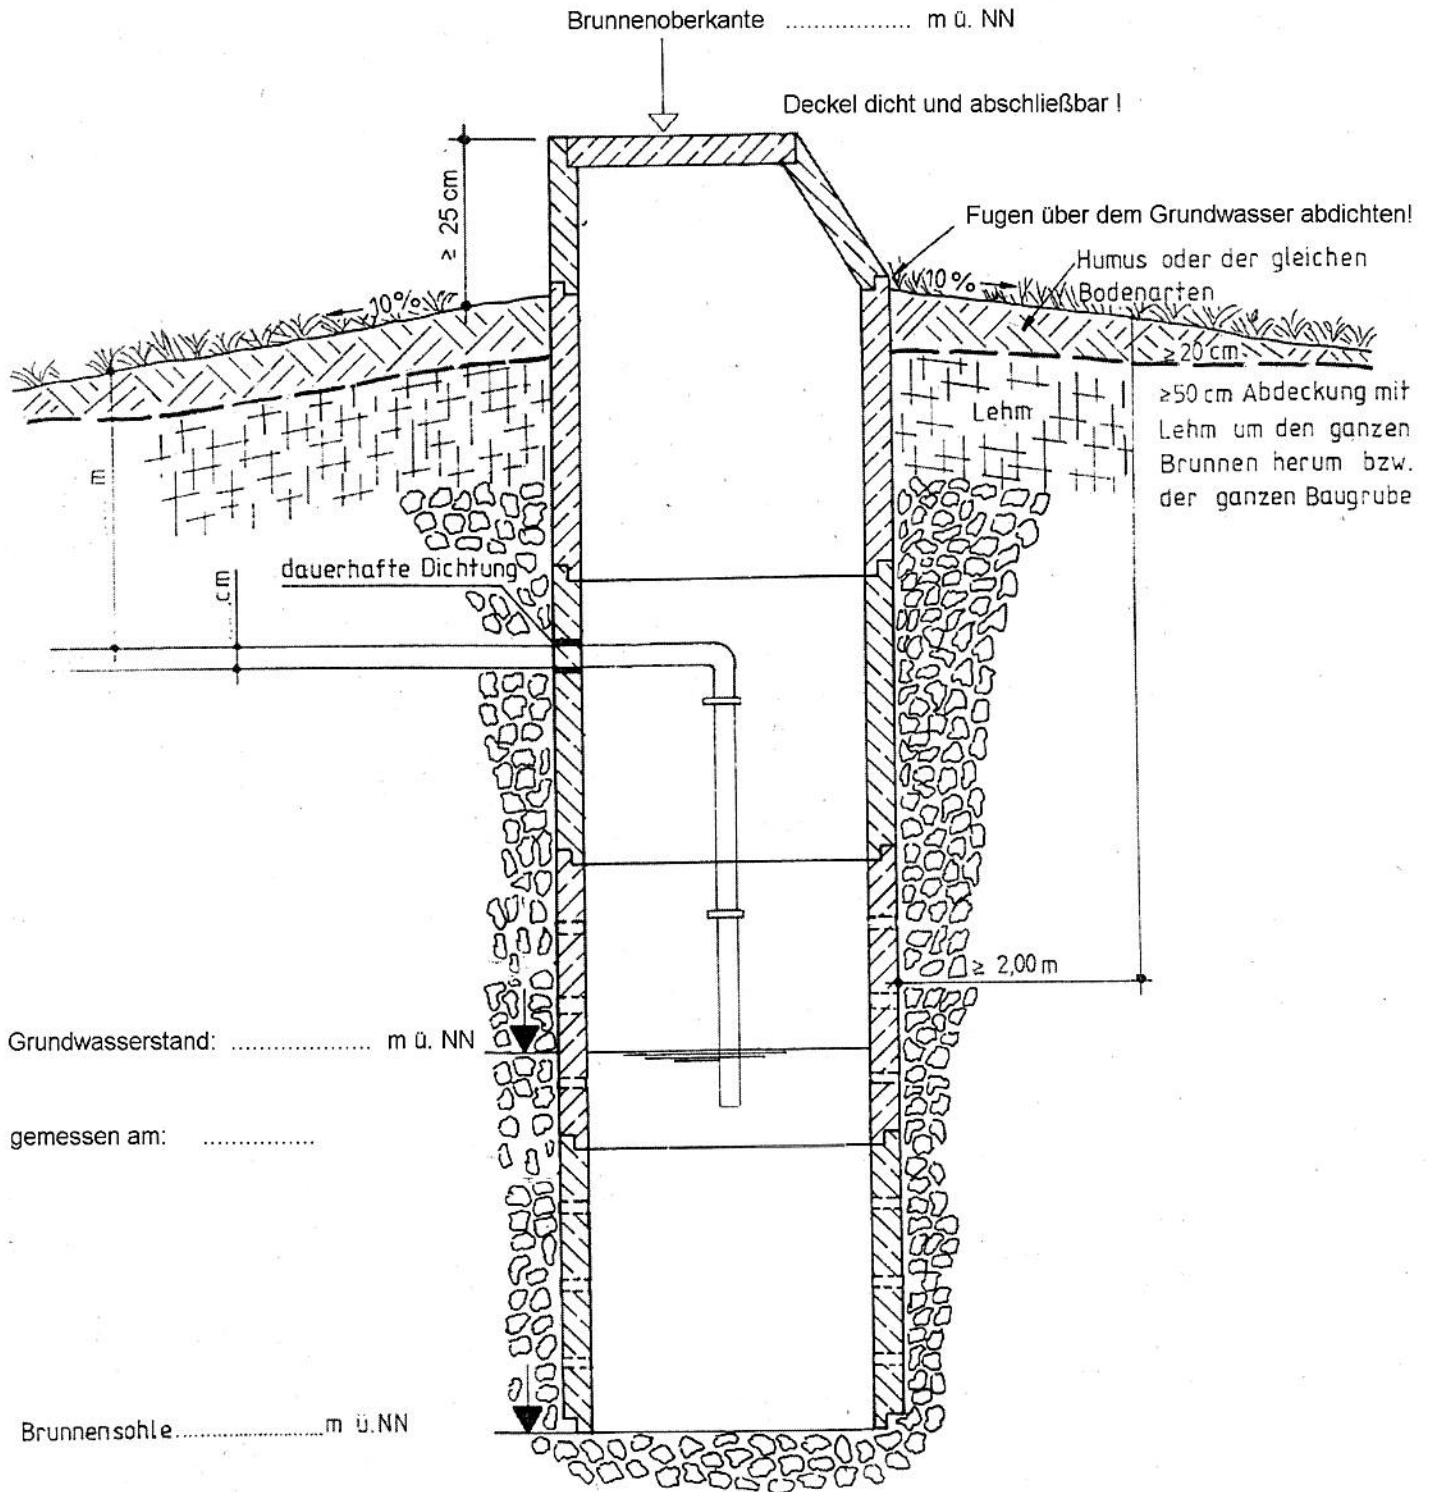 Brunnenoberkante .................. m ü. NN
Deckel dicht und abschließbar !
≥ 25 cm
Fugen über dem Grundwasser abdichten!
10%
10%
Humus oder der gleichen
Bodenarten
≥ 20 cm
≥50 cm Abdeckung mit
Lehm um den ganzen
Brunnen herum bzw.
der ganzen Baugrube
Lehm
m
cm
dauerhafte Dichtung
≥ 2,00 m
Grundwasserstand: .................... m ü. NN
gemessen am: ................
Brunnensohle........................m ü.NN